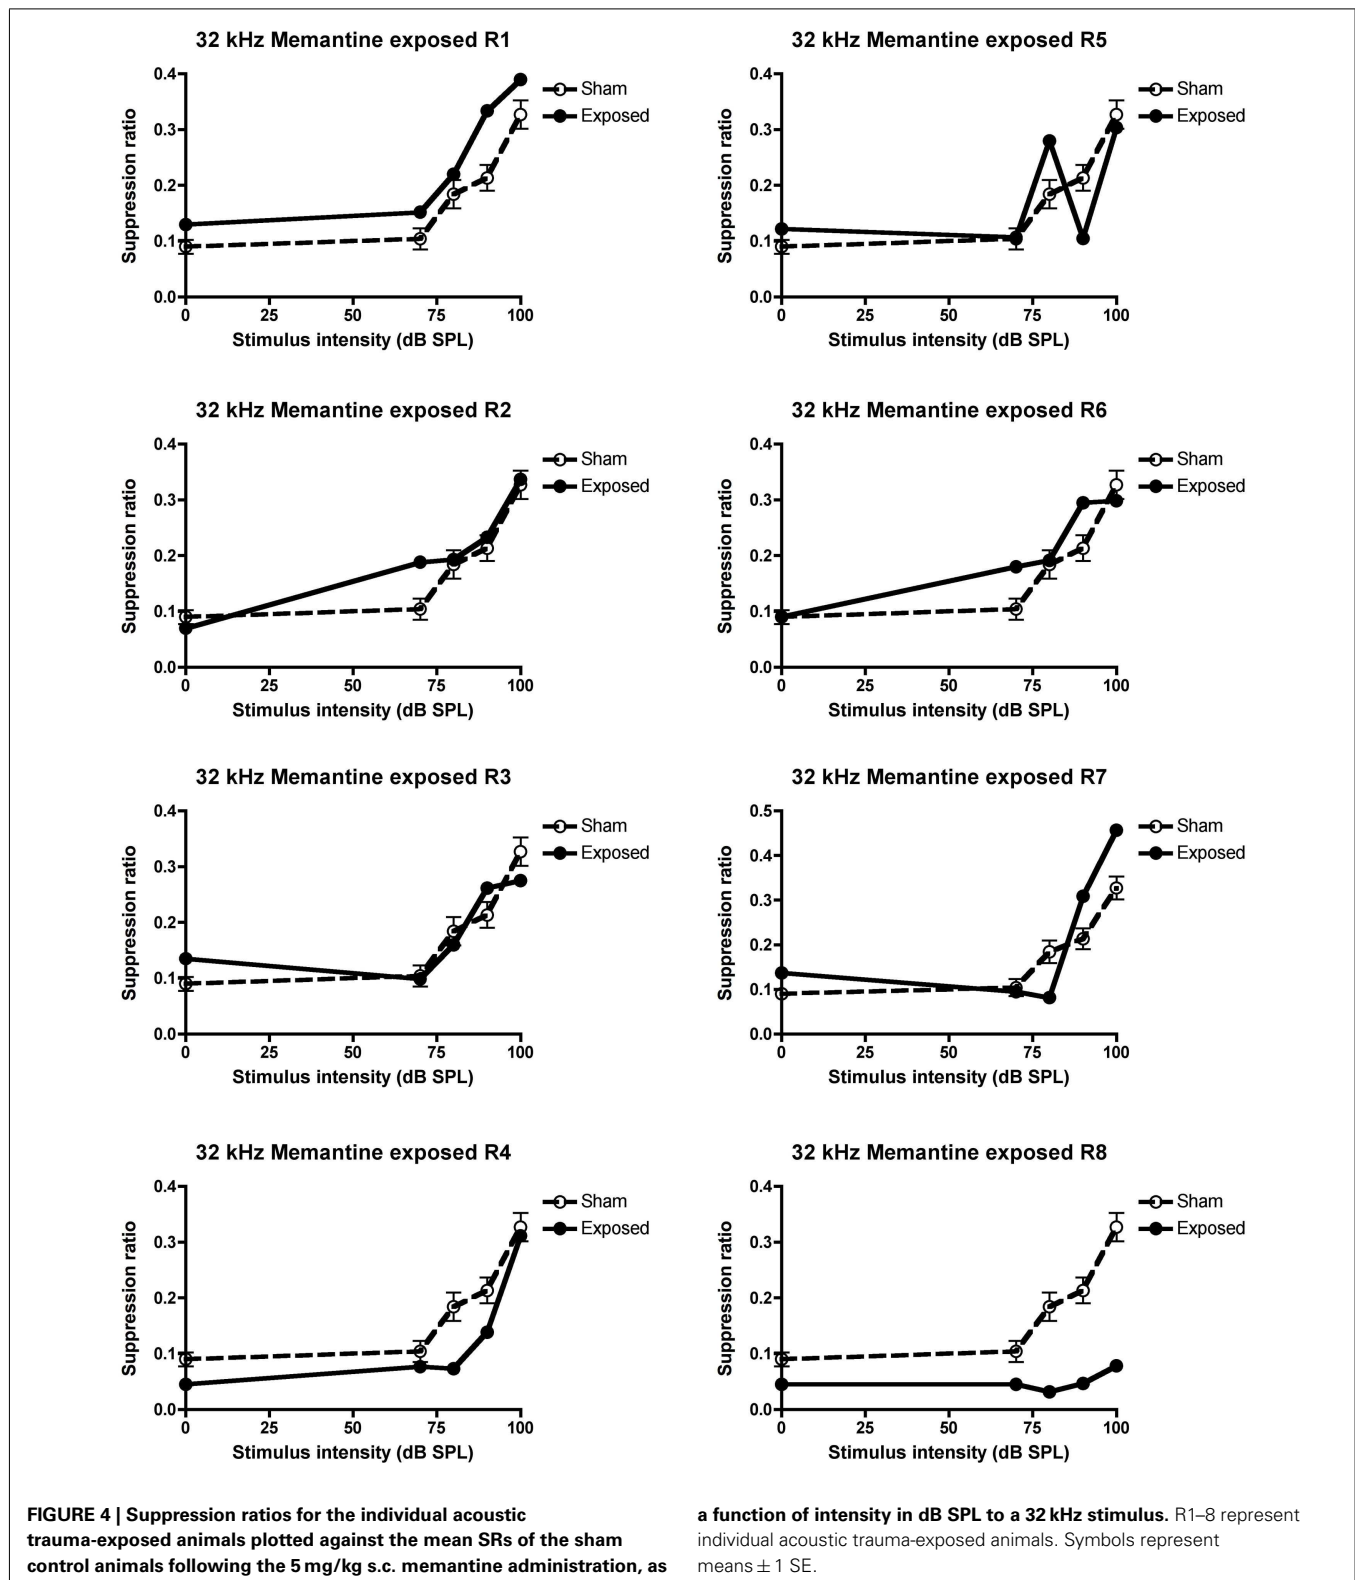 32 kHz Memantine exposed R1
0.4
0.3
0.2
0.1
0.0
Suppression ratio
0 25 50 75 100
Stimulus intensity (dB SPL)
Sham
Exposed
32 kHz Memantine exposed R5
0.4
0.3
0.2
0.1
0.0
Suppression ratio
0 25 50 75 100
Stimulus intensity (dB SPL)
Sham
Exposed
32 kHz Memantine exposed R2
0.4
0.3
0.2
0.1
0.0
Suppression ratio
0 25 50 75 100
Stimulus intensity (dB SPL)
Sham
Exposed
32 kHz Memantine exposed R6
0.4
0.3
0.2
0.1
0.0
Suppression ratio
0 25 50 75 100
Stimulus intensity (dB SPL)
Sham
Exposed
32 kHz Memantine exposed R3
0.4
0.3
0.2
0.1
0.0
Suppression ratio
0 25 50 75 100
Stimulus intensity (dB SPL)
Sham
Exposed
32 kHz Memantine exposed R7
0.5
0.4
0.3
0.2
0.1
0.0
Suppression ratio
0 25 50 75 100
Stimulus intensity (dB SPL)
Sham
Exposed
32 kHz Memantine exposed R4
0.4
0.3
0.2
0.1
0.0
Suppression ratio
0 25 50 75 100
Stimulus intensity (dB SPL)
Sham
Exposed
32 kHz Memantine exposed R8
0.4
0.3
0.2
0.1
0.0
Suppression ratio
0 25 50 75 100
Stimulus intensity (dB SPL)
Sham
Exposed
FIGURE 4 | Suppression ratios for the individual acoustic
trauma-exposed animals plotted against the mean SRs of the sham
control animals following the 5 mg/kg s.c. memantine administration, as
a function of intensity in dB SPL to a 32 kHz stimulus. R1–8 represent
individual acoustic trauma-exposed animals. Symbols represent
means ± 1 SE.